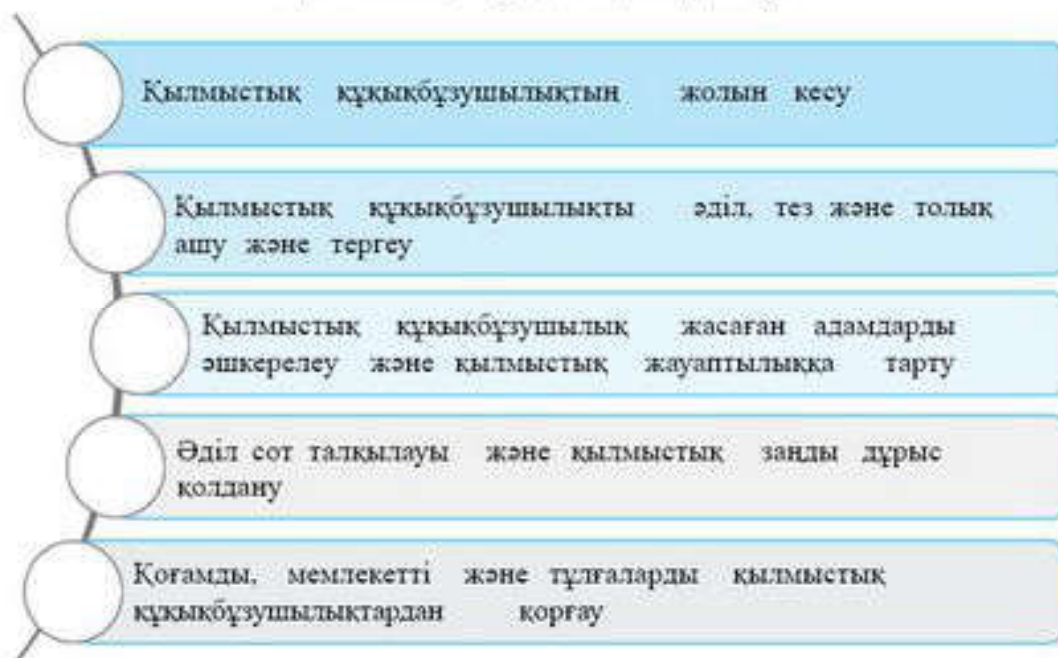 Қылмыстық құқықбұзушылықтың жолын кесу
Қылмыстық құқықбұзушылықты әділ, тез және толық
ашу және тергеу
Қылмыстық құқықбұзушылық жасаған адамдарды
әшкерелеу және қылмыстық жауаптылыққа тарту
Әділ сот талқылауы және қылмыстық заңды дұрыс
қолдану
Қоғамды, мемлекетті және тұлғаларды қылмыстық
құқықбұзушылықтардан қорғау